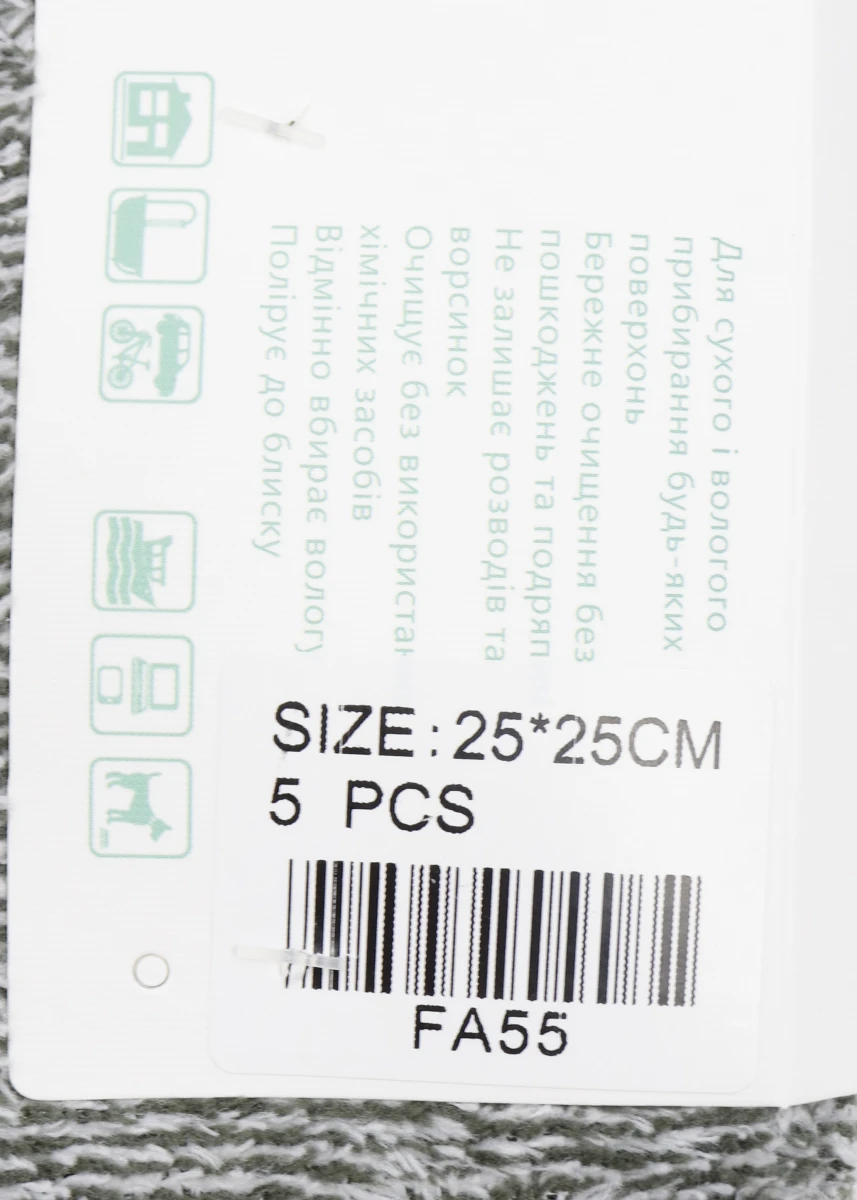 Для сухого і вологого
прибирання будь-яких
поверхонь
Бережне очищення без
пошкоджень та подряп
Не залишає розводів та
ворсинок
Очищує без використан
хімічних засобів
Відмінно вбирає вологу
Полірує до блиску
SIZE:25*25CM
5 PCS
FA55